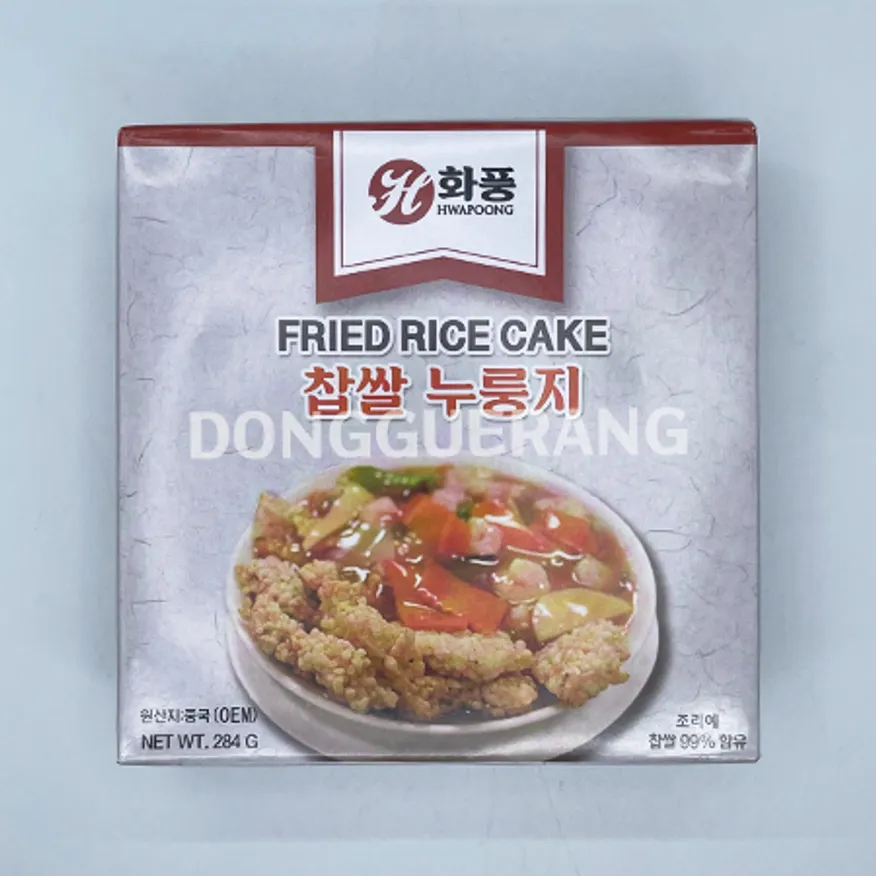 H 화풍
HWAPOONG
FRIED RICE CAKE
찹쌀 누룽지
DONGGUERANG
원산지:중국(OEM)
NET WT. 284 G
조리예
찹쌀 99% 함유